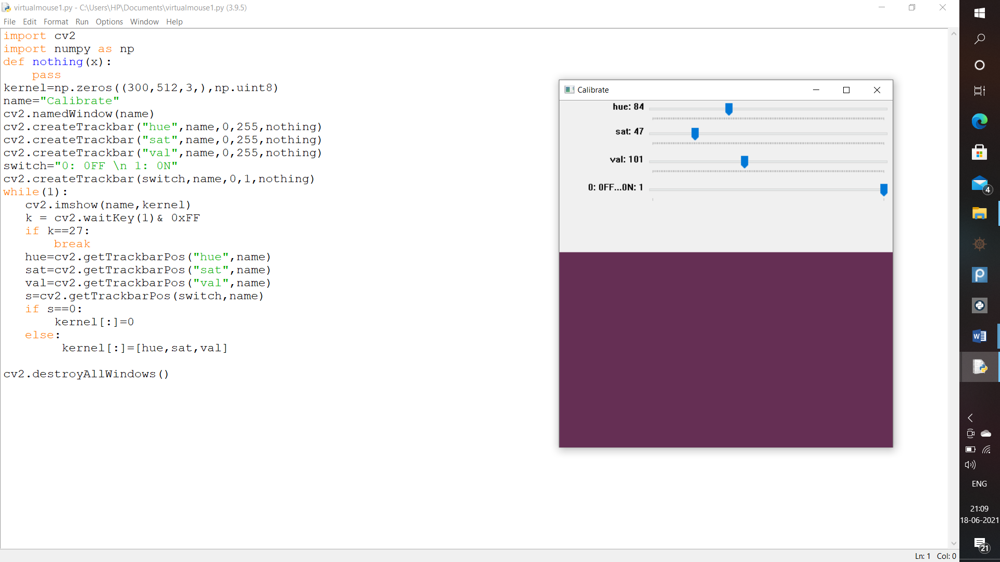 virtualmouse1.py - C:\Users\HP\Documents\virtualmouse1.py (3.9.5)
File Edit Format Run Options Window Help
import cv2
import numpy as np
def nothing(x):
    pass
kernel=np.zeros((300,512,3,),np.uint8)
name="Calibrate"
cv2.namedWindow(name)
cv2.createTrackbar("hue",name,0,255,nothing)
cv2.createTrackbar("sat",name,0,255,nothing)
cv2.createTrackbar("val",name,0,255,nothing)
switch="0: 0FF \n 1: 0N"
cv2.createTrackbar(switch,name,0,1,nothing)
while(1):
   cv2.imshow(name,kernel)
   k = cv2.waitKey(1)& 0xFF
   if k==27:
       break
   hue=cv2.getTrackbarPos("hue",name)
   sat=cv2.getTrackbarPos("sat",name)
   val=cv2.getTrackbarPos("val",name)
   s=cv2.getTrackbarPos(switch,name)
   if s==0:
       kernel[:]=0
   else:
        kernel[:]=[hue,sat,val]
cv2.destroyAllWindows()
Calibrate
hue: 84
sat: 47
val: 101
0: 0FF...0N: 1
4
W
ENG
21:09
18-06-2021
21
Ln: 1 Col: 0